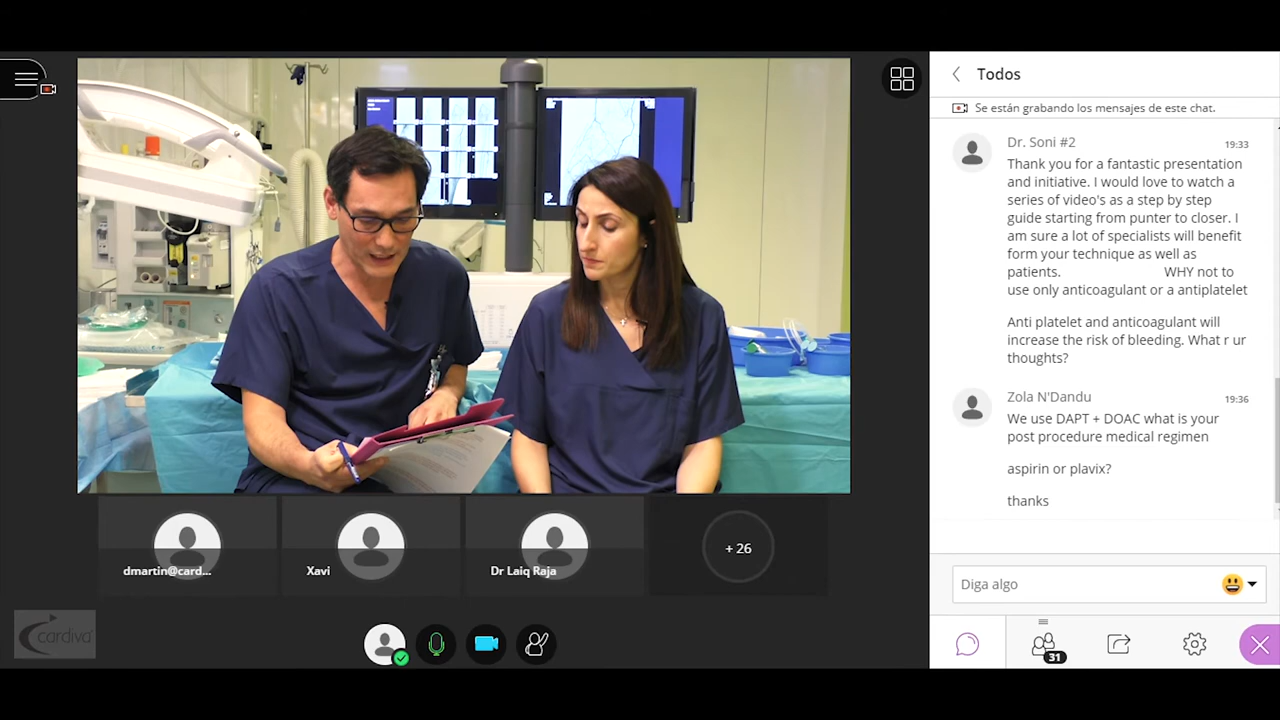 Todos
Se están grabando los mensajes de este chat.
Dr. Soni #2
19:33
Thank you for a fantastic presentation
and initiative. I would love to watch a
series of video's as a step by step
guide starting from punter to closer. I
am sure a lot of specialists will benefit
form your technique as well as
patients. WHY not to
use only anticoagulant or a antiplatelet
Anti platelet and anticoagulant will
increase the risk of bleeding. What r ur
thoughts?
Zola N'Dandu
19:36
We use DAPT + DOAC what is your
post procedure medical regimen
aspirin or plavix?
thanks
dmartin@card...
Xavi
Dr Laiq Raja
+ 26
Diga algo
cardiva
31